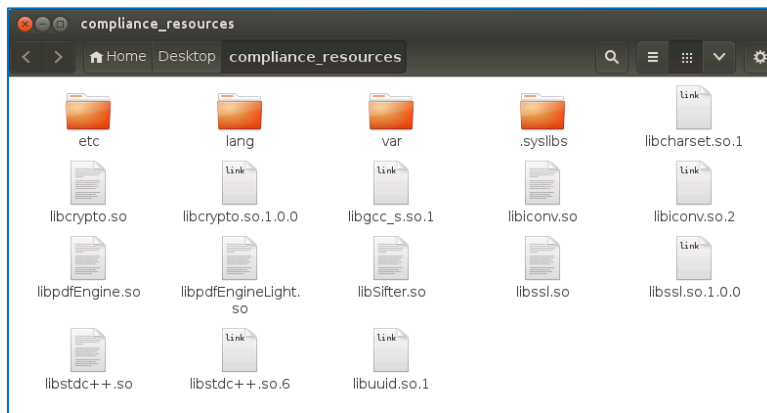 compliance_resources
Home Desktop compliance_resources
link
etc lang var .syslibs libcharset.so.1
link link link
libcrypto.so libcrypto.so.1.0.0 libgcc_s.so.1 libiconv.so libiconv.so.2
link
libpdfEngine.so libpdfEngineLight. libSifter.so libssl.so libssl.so.1.0.0
so
link link
libstdc++.so libstdc++.so.6 libuuid.so.1